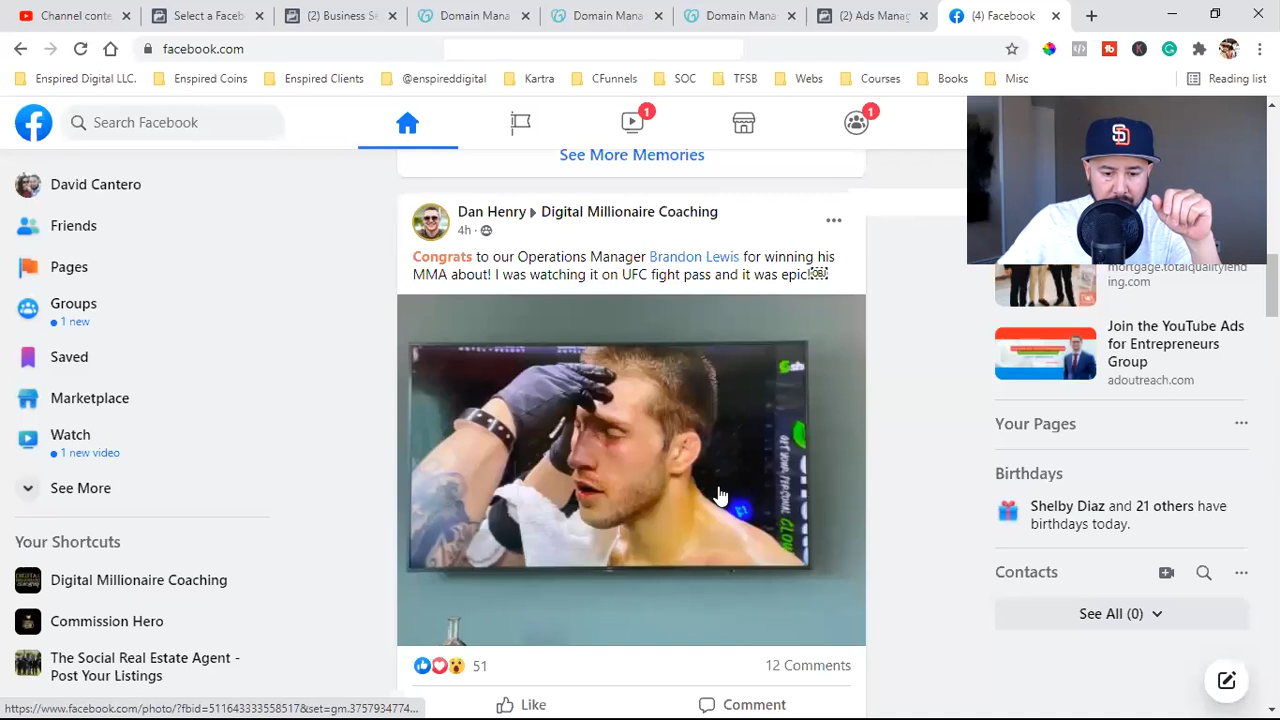 Channel conte
Select a Faceb
(2) Business Se
Domain Mana
Domain Mana
Domain Mana
(2) Ads Manag
(4) Facebook
facebook.com
Enspired Digital LLC.
Enspired Coins
Enspired Clients
@enspireddigital
Kartra
CFunnels
SOC
TFSB
Webs
Courses
Books
Misc
Reading list
Search Facebook
1
1
David Cantero
Friends
Pages
Groups
1 new
Saved
Marketplace
Watch
1 new video
See More
Your Shortcuts
Digital Millionaire Coaching
Commission Hero
The Social Real Estate Agent -
Post Your Listings
https://www.facebook.com/photo/?fbid=511643333558517&set=gm.3757934774...
See More Memories
Dan Henry
Digital Millionaire Coaching
4h
Congrats to our Operations Manager Brandon Lewis for winning his
MMA about! I was watching it on UFC fight pass and it was epic!
51
12 Comments
Like
Comment
SD
mortgage.totalqualitylend
ing.com
Join the YouTube Ads
for Entrepreneurs
Group
adoutreach.com
Your Pages
Birthdays
Shelby Diaz and 21 others have
birthdays today.
Contacts
See All (0)